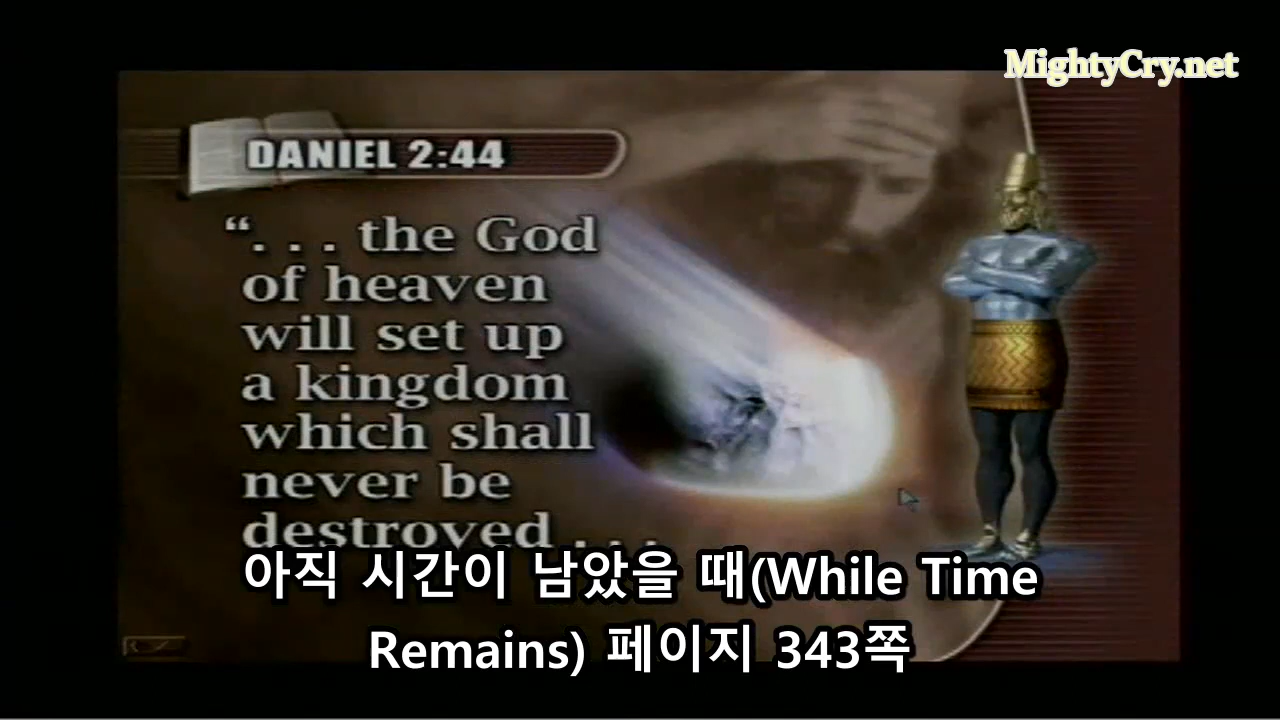 MightyCry.net
DANIEL 2:44
“. . . the God
of heaven
will set up
a kingdom
which shall
never be
destroyed . . .
아직 시간이 남았을 때(While Time
Remains) 페이지 343쪽